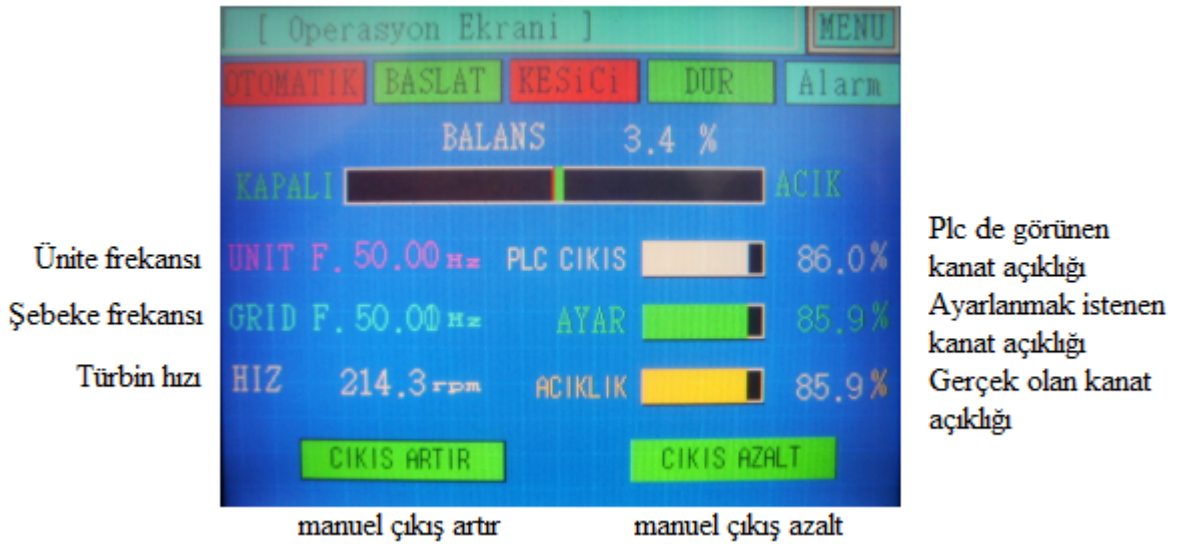 [ Operasyon Ekrani ] MENU
OTOMATIK BASLAT KESiCi DUR Alarm
BALANS 3.4 %
KAPALI ACIK
Ünite frekansı UNIT F. 50.00 Hz PLC CIKIS 86.0% Plc de görünen kanat açıklığı
Şebeke frekansı GRID F. 50.00 Hz AYAR 85.9% Ayarlanmak istenen kanat açıklığı
Türbin hızı HIZ 214.3 rpm ACIKLIK 85.9% Gerçek olan kanat açıklığı
CIKIS ARTIR CIKIS AZALT
manuel çıkış artır manuel çıkış azalt